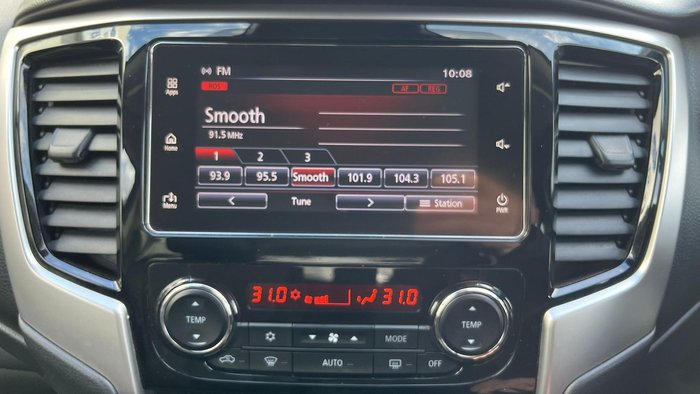 FM 10:08
Apps
RDS AF REG
Smooth
91.5 MHz
Home
1 2 3
93.9 95.5 Smooth 101.9 104.3 105.1
Menu < Tune > Station PWR
31.0 31.0
TEMP TEMP
MODE
AUTO OFF